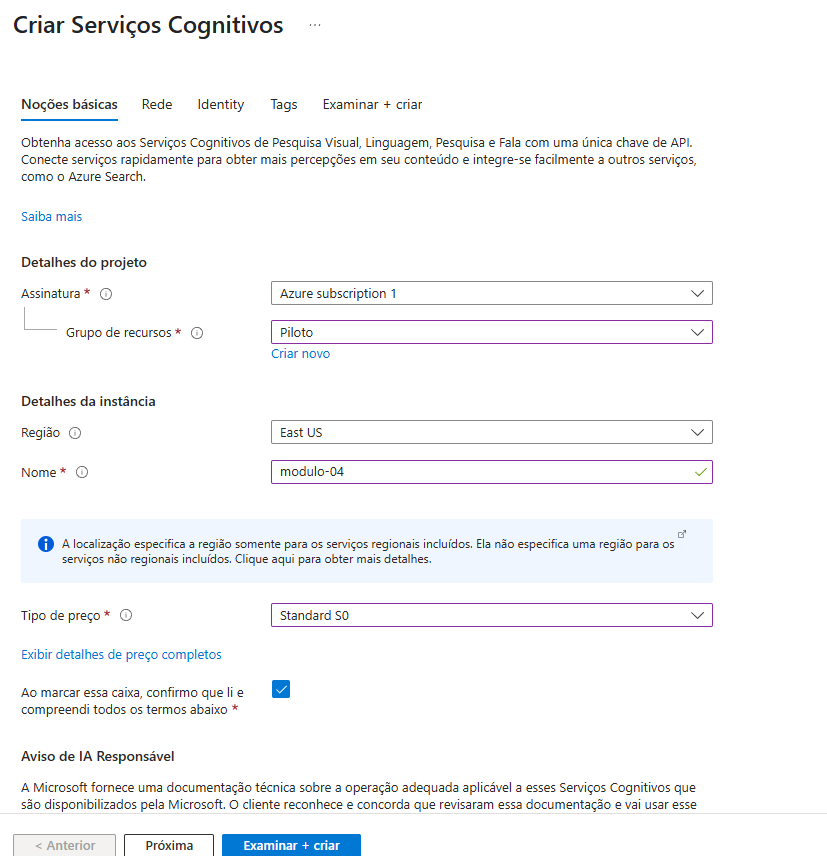 Criar Serviços Cognitivos ...
Noções básicas Rede Identity Tags Examinar + criar
Obtenha acesso aos Serviços Cognitivos de Pesquisa Visual, Linguagem, Pesquisa e Fala com uma única chave de API.
Conecte serviços rapidamente para obter mais percepções em seu conteúdo e integre-se facilmente a outros serviços,
como o Azure Search.
Saiba mais
Detalhes do projeto
Assinatura * Azure subscription 1
Grupo de recursos * Piloto
Criar novo
Detalhes da instância
Região East US
Nome * modulo-04
A localização especifica a região somente para os serviços regionais incluídos. Ela não especifica uma região para os
serviços não regionais incluídos. Clique aqui para obter mais detalhes.
Tipo de preço * Standard S0
Exibir detalhes de preço completos
Ao marcar essa caixa, confirmo que li e
compreendi todos os termos abaixo *
Aviso de IA Responsável
A Microsoft fornece uma documentação técnica sobre a operação adequada aplicável a esses Serviços Cognitivos que
são disponibilizados pela Microsoft. O cliente reconhece e concorda que revisaram essa documentação e vai usar esse
< Anterior Próxima Examinar + criar